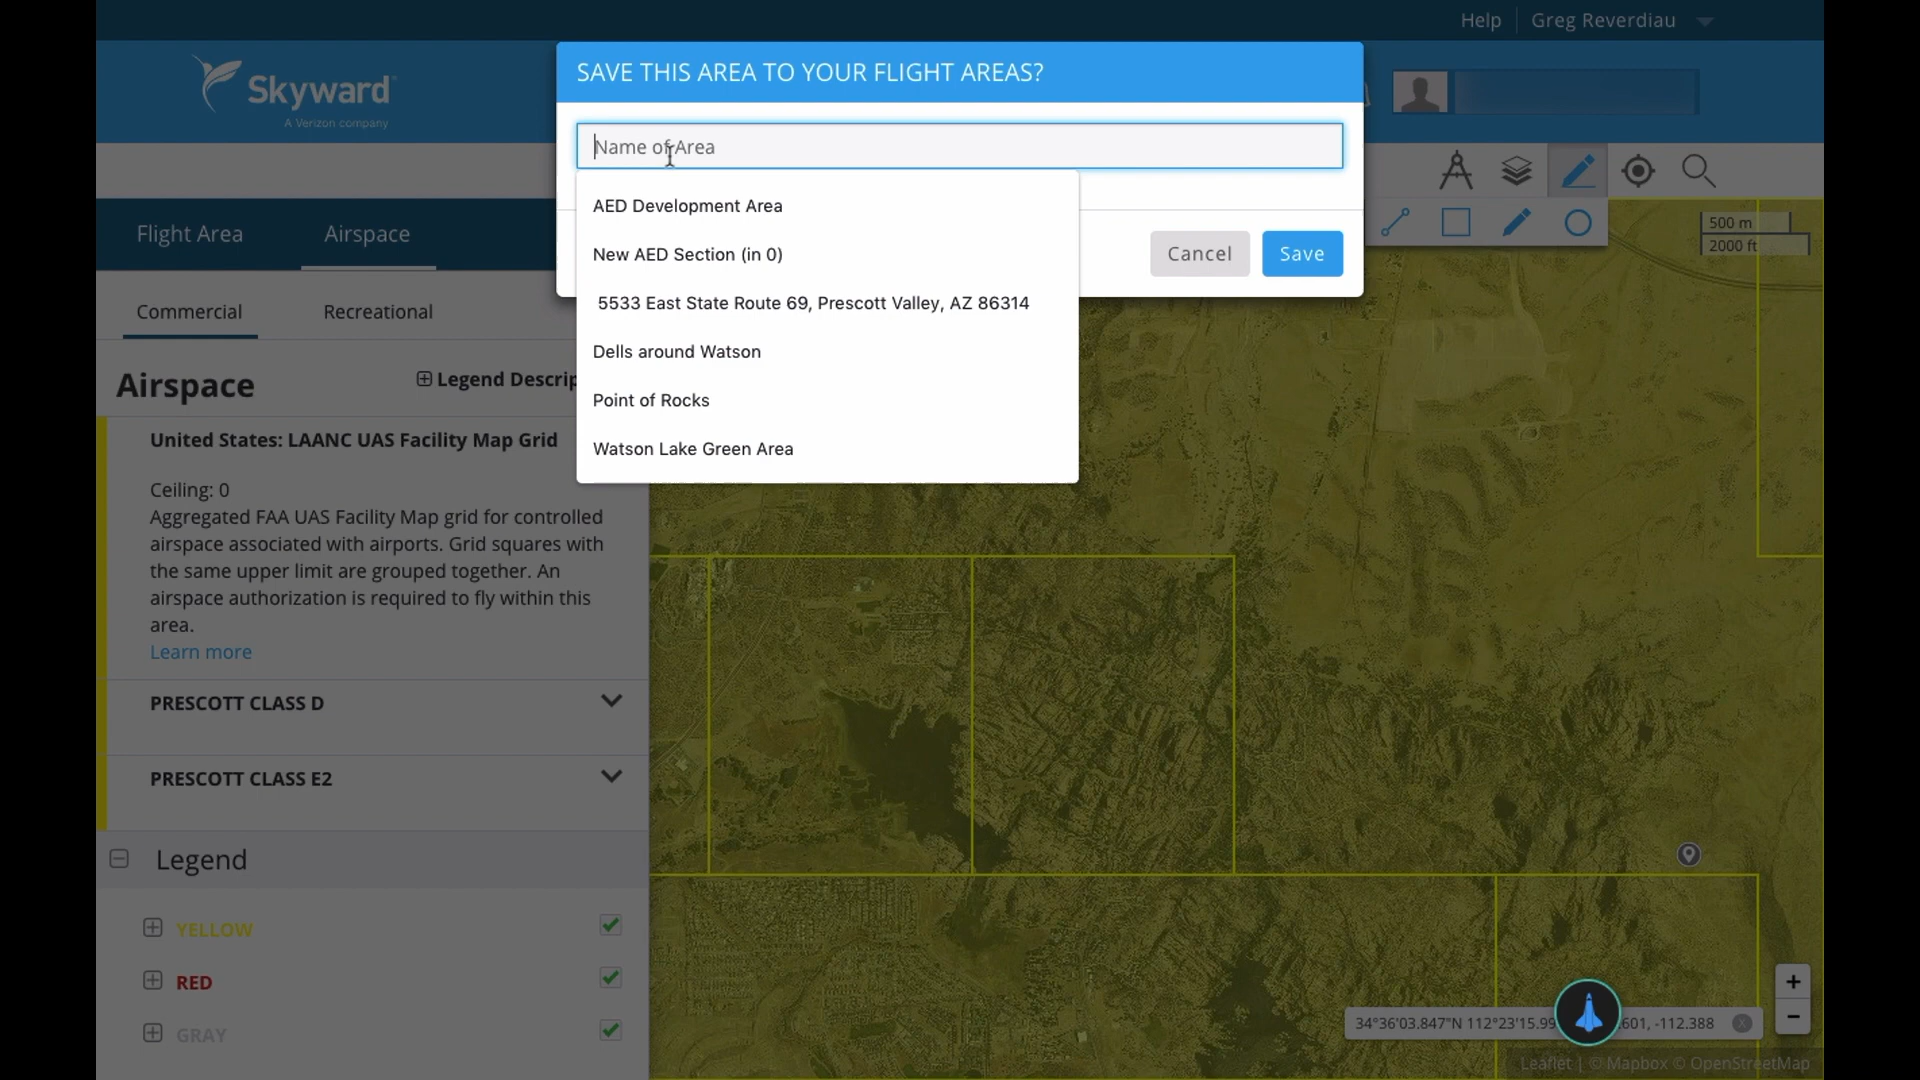 Help
Greg Reverdiau
SAVE THIS AREA TO YOUR FLIGHT AREAS?
Skyward
A Verizon company
Name of Area
AED Development Area
New AED Section (in 0)
5533 East State Route 69, Prescott Valley, AZ 86314
Dells around Watson
Point of Rocks
Watson Lake Green Area
Cancel
Save
500 m
2000 ft
Flight Area
Airspace
Commercial
Recreational
Airspace
Legend Descrip
United States: LAANC UAS Facility Map Grid
Ceiling: 0
Aggregated FAA UAS Facility Map grid for controlled
airspace associated with airports. Grid squares with
the same upper limit are grouped together. An
airspace authorization is required to fly within this
area.
Learn more
PRESCOTT CLASS D
PRESCOTT CLASS E2
Legend
YELLOW
RED
GRAY
34°36'03.847"N 112°23'15.99 601, -112.388
Leaflet | © Mapbox © OpenStreetMap